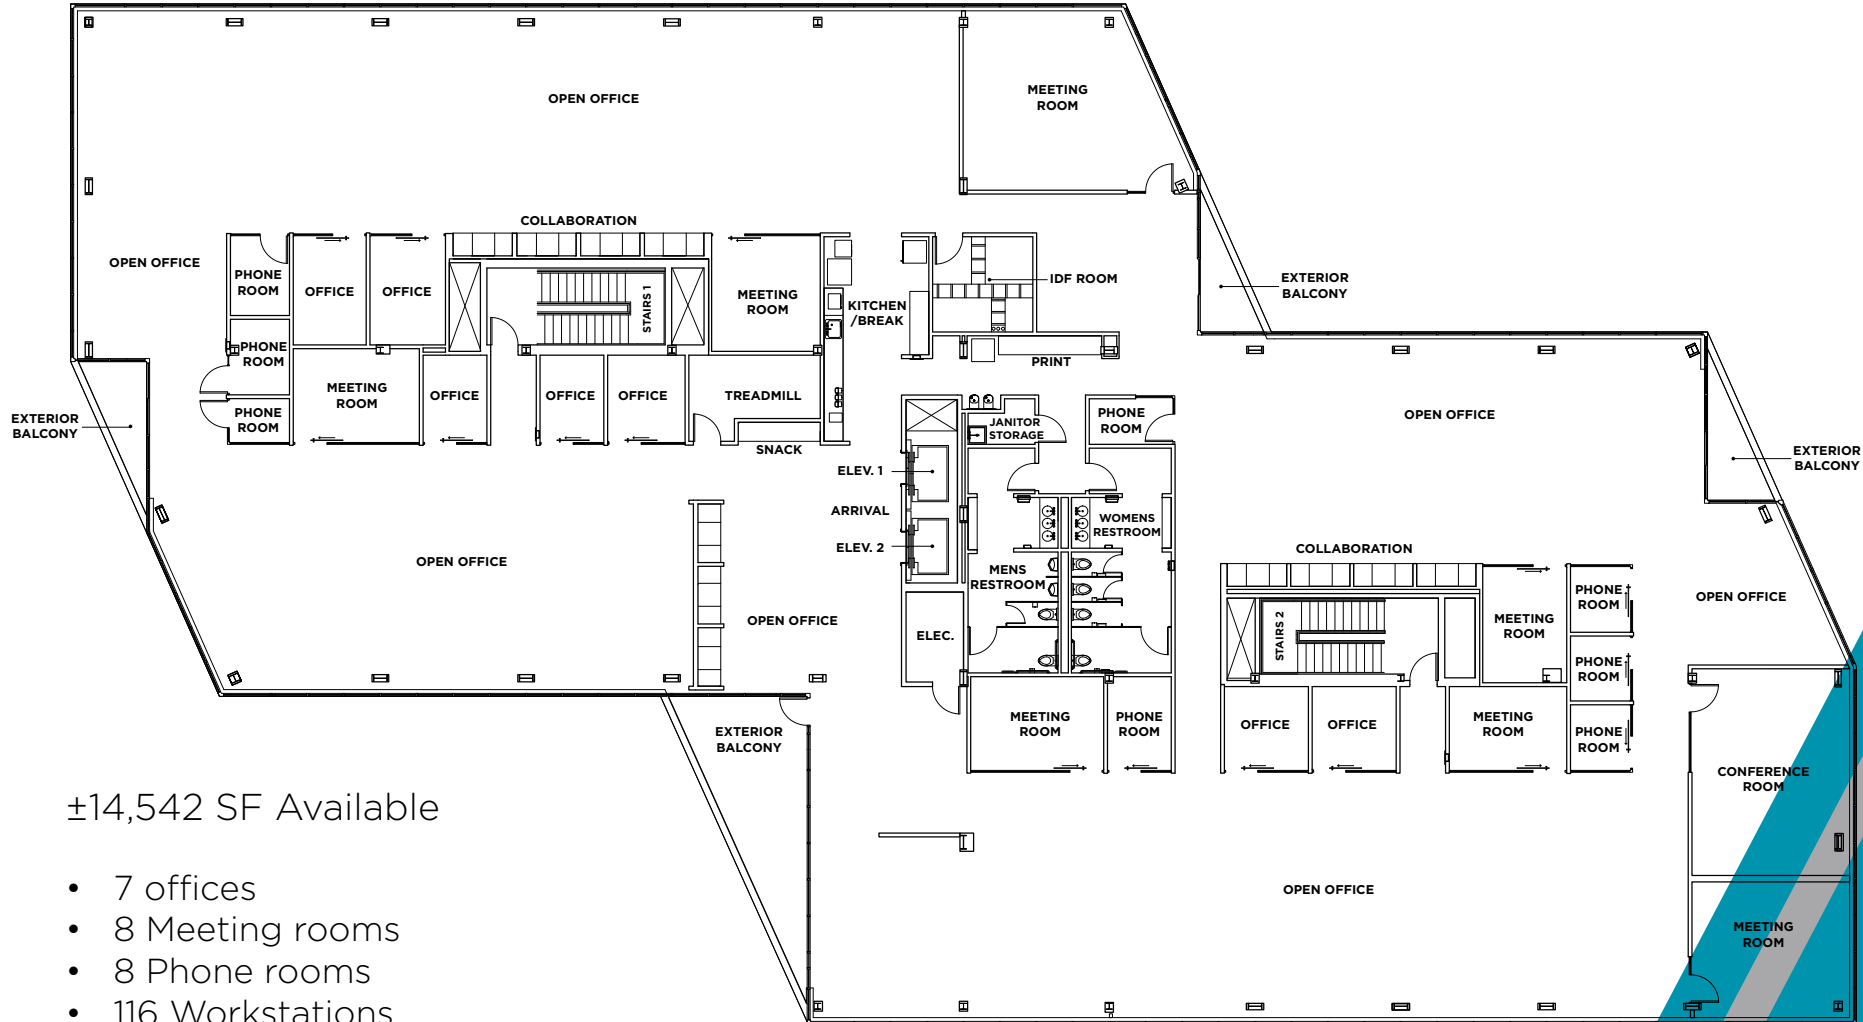 OPEN OFFICE
MEETING
ROOM
COLLABORATION
OPEN OFFICE
PHONE
ROOM
OFFICE
OFFICE
STAIRS 1
MEETING
ROOM
KITCHEN
/BREAK
IDF ROOM
EXTERIOR
BALCONY
PHONE
ROOM
PRINT
MEETING
ROOM
OFFICE
OFFICE
OFFICE
TREADMILL
PHONE
ROOM
EXTERIOR
BALCONY
SNACK
JANITOR
STORAGE
PHONE
ROOM
OPEN OFFICE
EXTERIOR
BALCONY
ELEV. 1
ARRIVAL
ELEV. 2
WOMENS
RESTROOM
MENS
RESTROOM
OPEN OFFICE
COLLABORATION
OPEN OFFICE
ELEC.
STAIRS 2
MEETING
ROOM
PHONE
ROOM
OPEN OFFICE
PHONE
ROOM
EXTERIOR
BALCONY
MEETING
ROOM
PHONE
ROOM
OFFICE
OFFICE
MEETING
ROOM
PHONE
ROOM
CONFERENCE
ROOM
OPEN OFFICE
MEETING
ROOM
±14,542 SF Available
• 7 offices
• 8 Meeting rooms
• 8 Phone rooms
• 116 Workstations